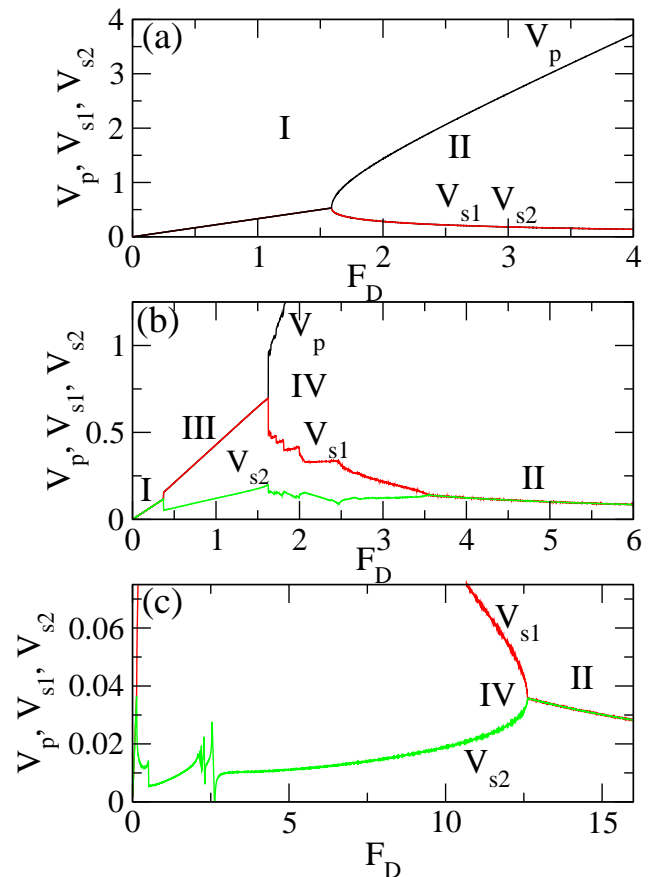 (a)
V_p
I
II
V_s1 V_s2
V_p, V_s1, V_s2
4
3
2
1
0
0 1 2 3 4
F_D
(b)
V_p
IV
III
V_s1
V_s2
I
II
V_p, V_s1, V_s2
1
0.5
0
0 1 2 3 4 5 6
F_D
(c)
V_s1
IV
II
V_s2
V_p, V_s1, V_s2
0.06
0.04
0.02
0
0 5 10 15
F_D